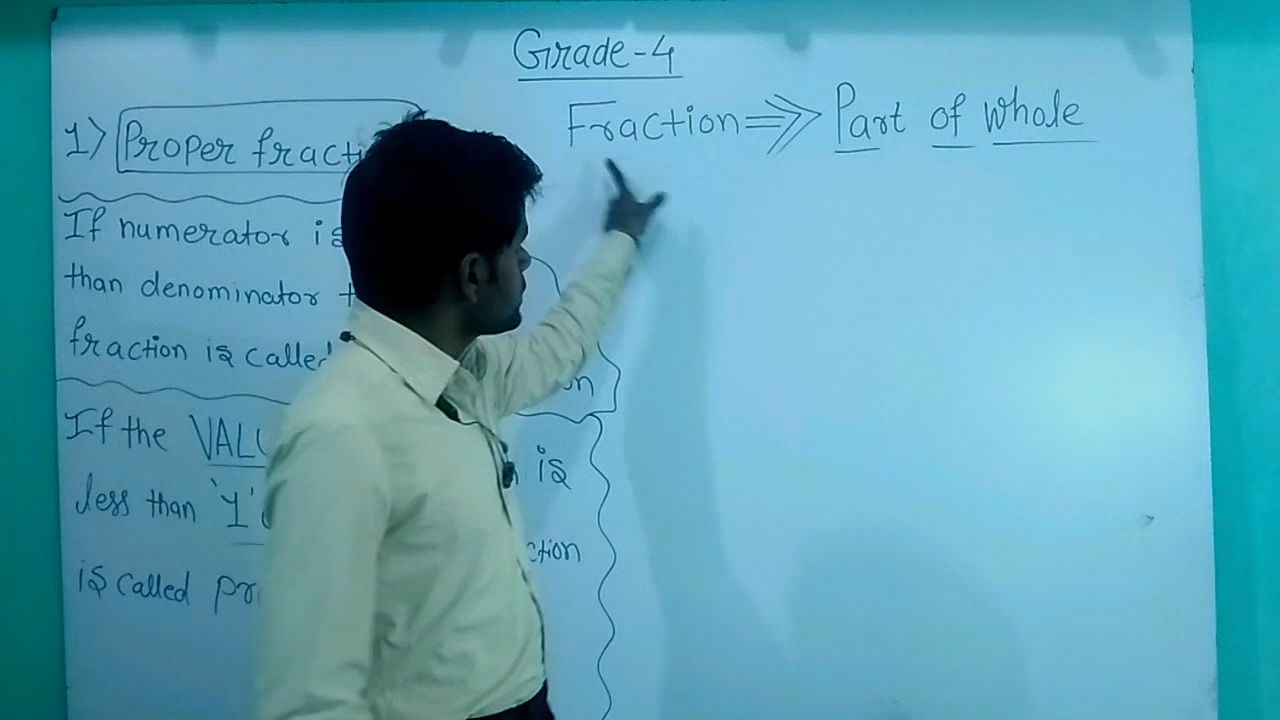 Grade-4
Fraction ⇒ Part of whole
1) Proper fracti
If numerator is
than denominator
fraction is called
If the VALU is
less than '1' ction
is called pr